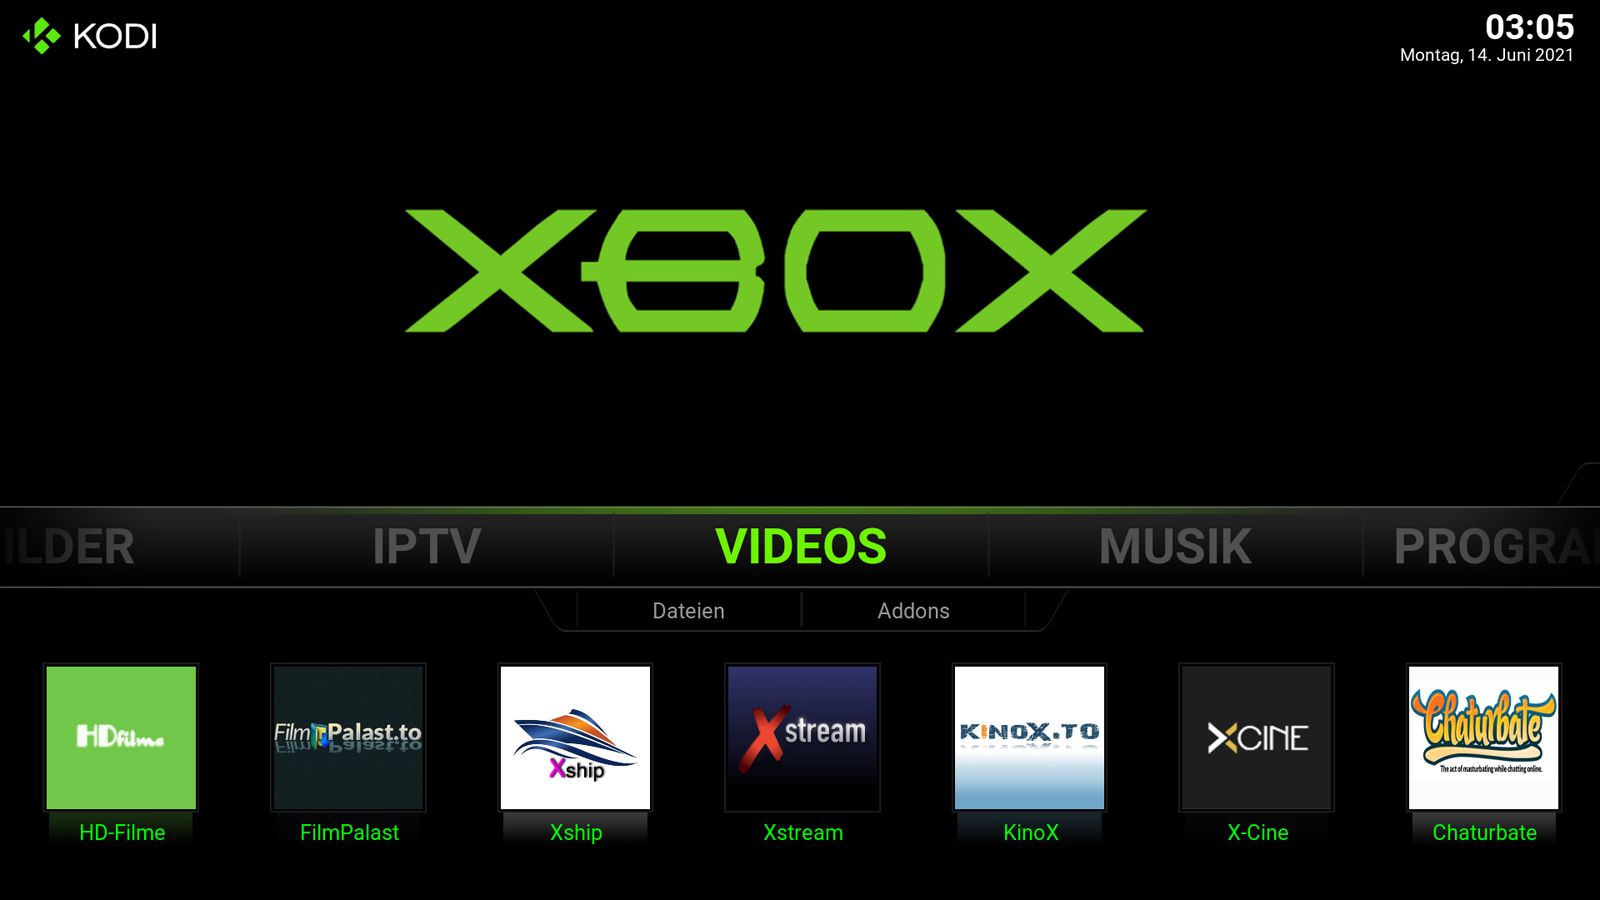 KODI
03:05
Montag, 14. Juni 2021
XBOX
ILDER
IPTV
VIDEOS
MUSIK
PROGRA
Dateien
Addons
HDfilme
FilmPalast.to
Xship
Xstream
KINOX.TO
XCINE
Chaturbate
The act of masturbating while chatting online.
HD-Filme
FilmPalast
Xship
Xstream
KinoX
X-Cine
Chaturbate